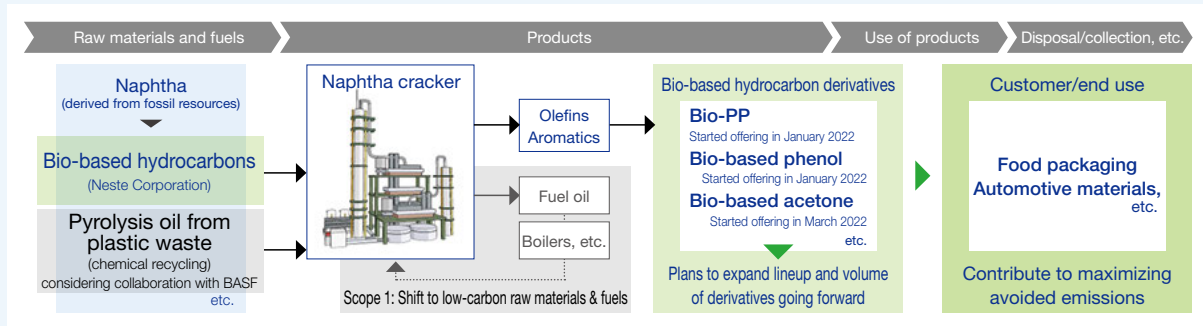 Raw materials and fuels
Products
Use of products
Disposal/collection, etc.
Naphtha
(derived from fossil resources)
Bio-based hydrocarbons
(Neste Corporation)
Pyrolysis oil from
plastic waste
(chemical recycling)
considering collaboration with BASF
etc.
Naphtha cracker
Olefins
Aromatics
Fuel oil
Boilers, etc.
Scope 1: Shift to low-carbon raw materials & fuels
Bio-based hydrocarbon derivatives
Bio-PP
Started offering in January 2022
Bio-based phenol
Started offering in January 2022
Bio-based acetone
Started offering in March 2022
etc.
Plans to expand lineup and volume
of derivatives going forward
Customer/end use
Food packaging
Automotive materials,
etc.
Contribute to maximizing
avoided emissions